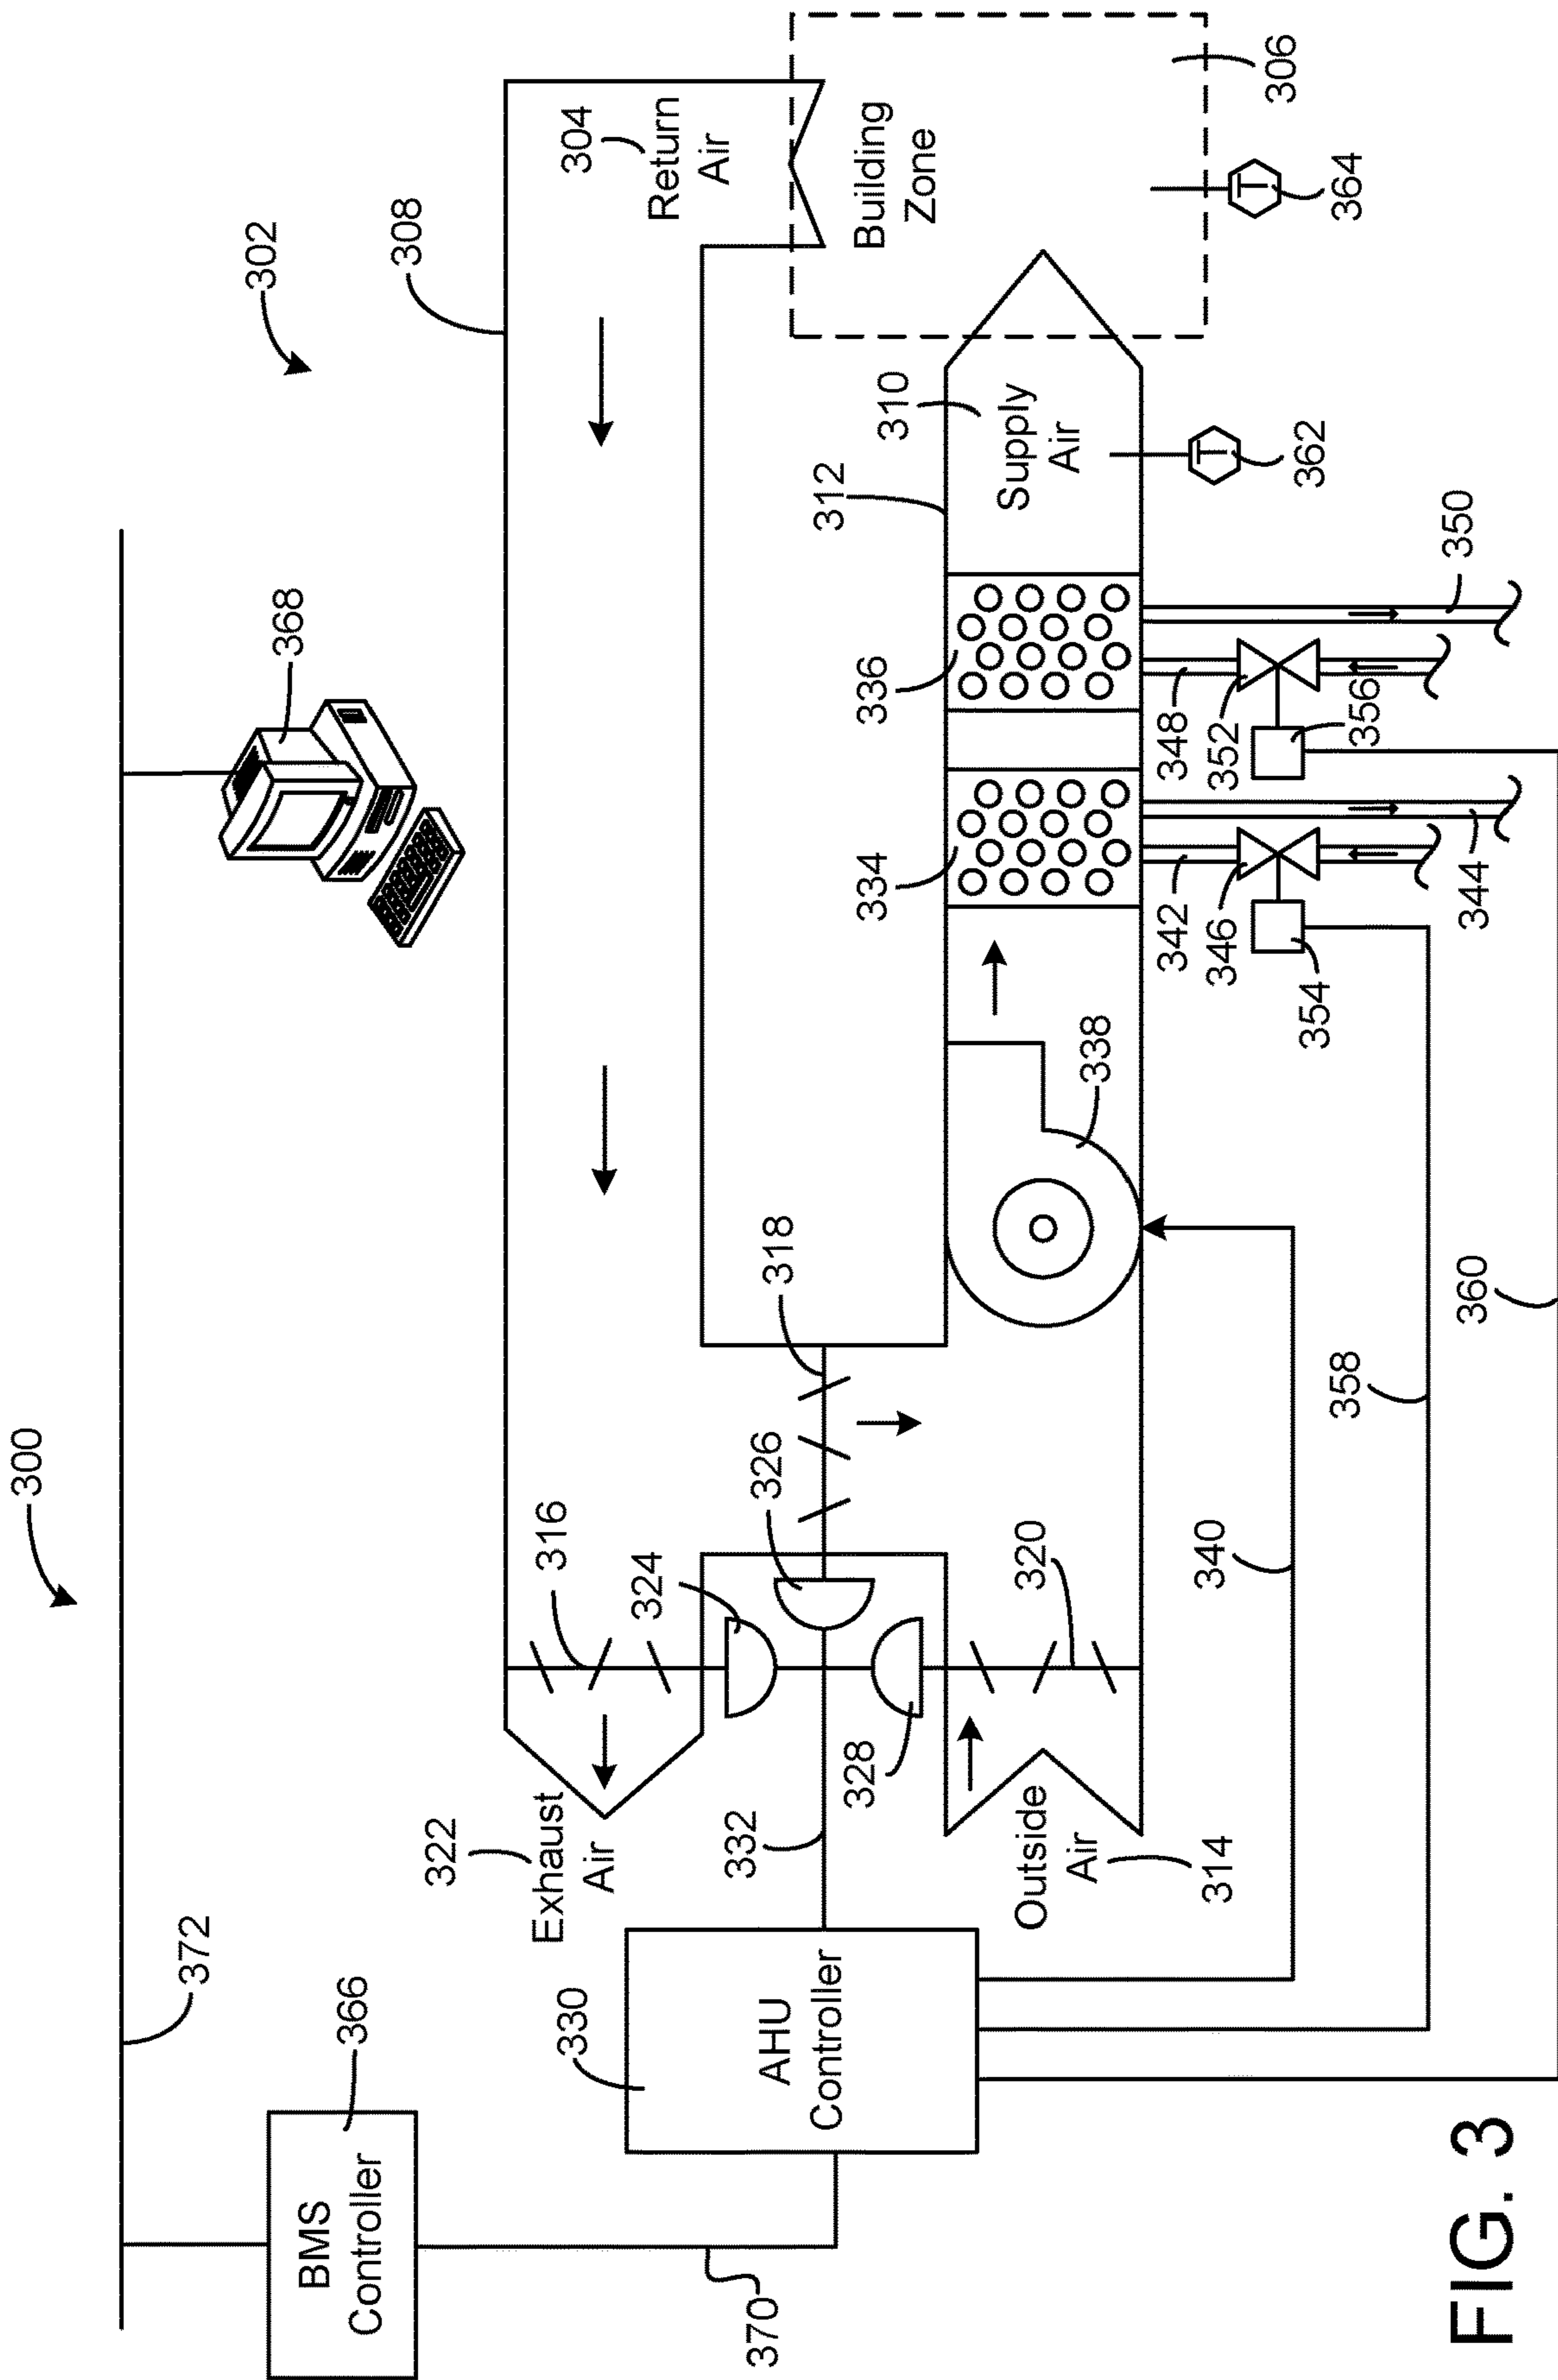 300
372
366
BMS
Controller
370
368
302
308
304
Return
Air
Building
Zone
306
364
322
Exhaust
Air
316
324
326
318
328
332
330
AHU
Controller
Outside
Air
314
320
340
338
334
336
312
310
Supply
Air
362
342
346
354
344
348
352
356
350
358
360
T
T
FIG. 3